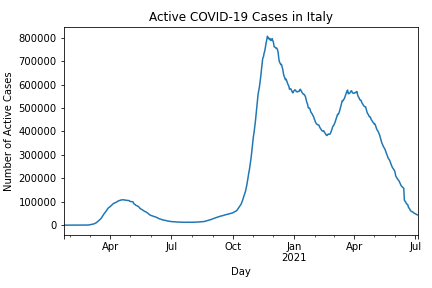 Active COVID-19 Cases in Italy
Number of Active Cases
800000
700000
600000
500000
400000
300000
200000
100000
0
Apr
Jul
Oct
Jan
2021
Apr
Jul
Day